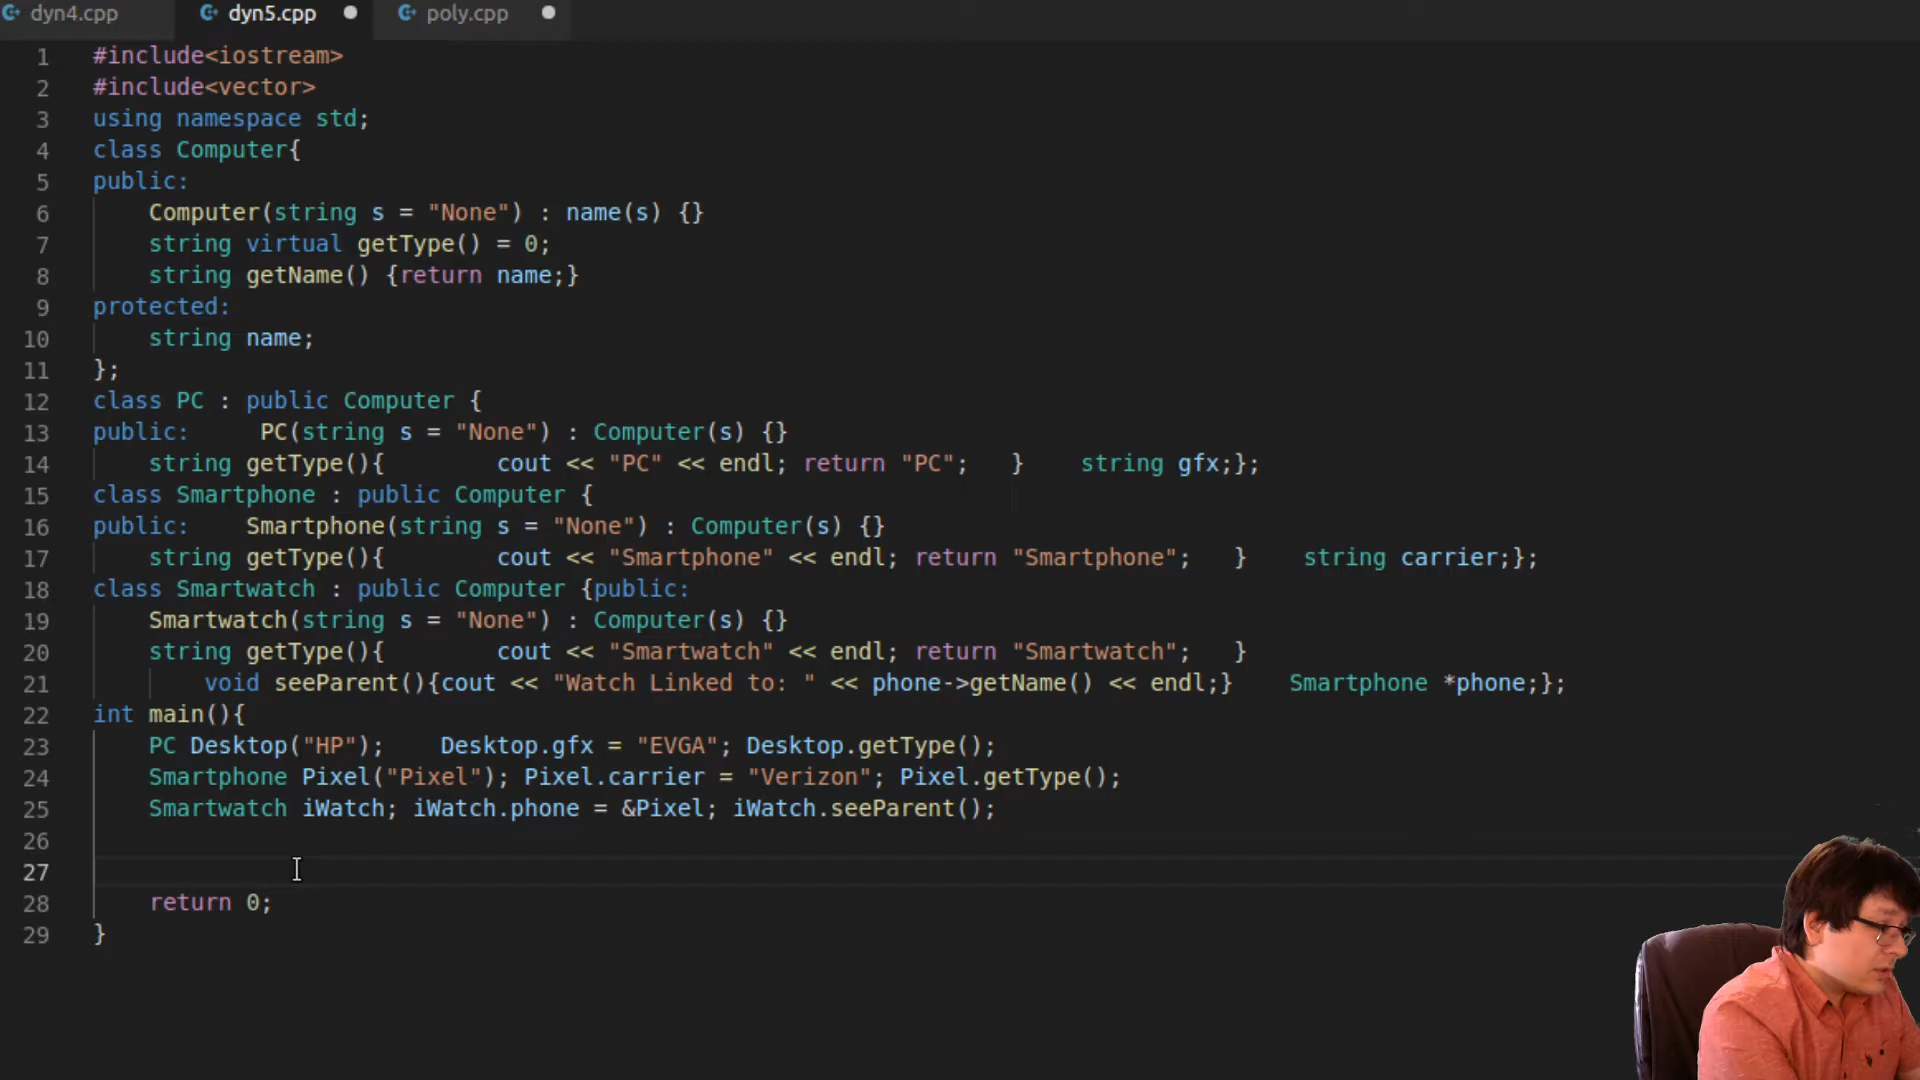 dyn4.cpp dyn5.cpp poly.cpp
1 #include<iostream>
2 #include<vector>
3 using namespace std;
4 class Computer{
5 public:
6 Computer(string s = "None") : name(s) {}
7 string virtual getType() = 0;
8 string getName() {return name;}
9 protected:
10 string name;
11 };
12 class PC : public Computer {
13 public: PC(string s = "None") : Computer(s) {}
14 string getType(){ cout << "PC" << endl; return "PC"; } string gfx;};
15 class Smartphone : public Computer {
16 public: Smartphone(string s = "None") : Computer(s) {}
17 string getType(){ cout << "Smartphone" << endl; return "Smartphone"; } string carrier;};
18 class Smartwatch : public Computer {public:
19 Smartwatch(string s = "None") : Computer(s) {}
20 string getType(){ cout << "Smartwatch" << endl; return "Smartwatch"; }
21 void seeParent(){cout << "Watch Linked to: " << phone->getName() << endl;} Smartphone *phone;};
22 int main(){
23 PC Desktop("HP"); Desktop.gfx = "EVGA"; Desktop.getType();
24 Smartphone Pixel("Pixel"); Pixel.carrier = "Verizon"; Pixel.getType();
25 Smartwatch iWatch; iWatch.phone = &Pixel; iWatch.seeParent();
26
27
28 return 0;
29 }